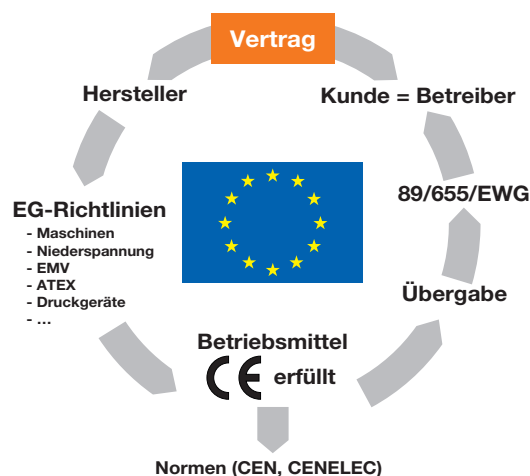 Vertrag
Hersteller
Kunde = Betreiber
EG-Richtlinien
- Maschinen
- Niederspannung
- EMV
- ATEX
- Druckgeräte
- ...
89/655/EWG
Übergabe
Betriebsmittel
CE erfüllt
Normen (CEN, CENELEC)